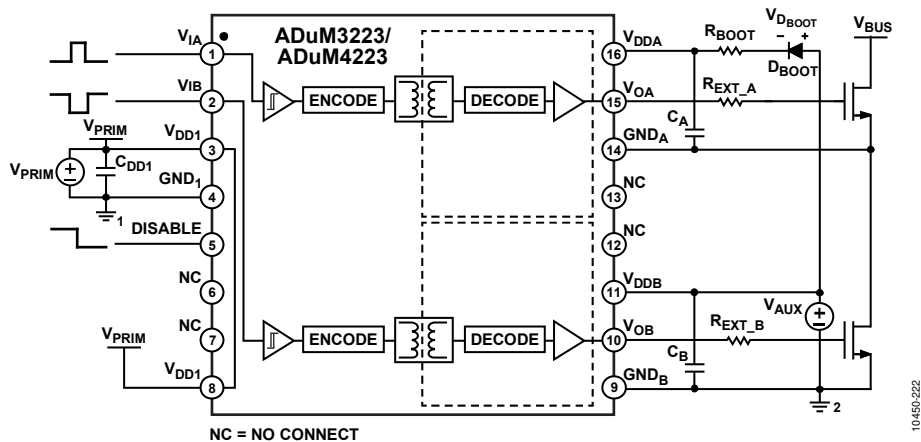 ADuM3223/
ADuM4223
VIA
1
VIB
2
VPRIM
VDD1
3
VPRIM
CDD1
GND1
4
1
DISABLE
5
NC
6
NC
7
VPRIM
VDD1
8
ENCODE
DECODE
ENCODE
DECODE
16
VDDA
RBOOT
VDBOOT
− +
DBOOT
VBUS
15
VOA
REXT_A
CA
14
GNDA
NC
13
NC
12
11
VDDB
VAUX
10
VOB
REXT_B
CB
9
GNDB
2
NC = NO CONNECT
10450-222